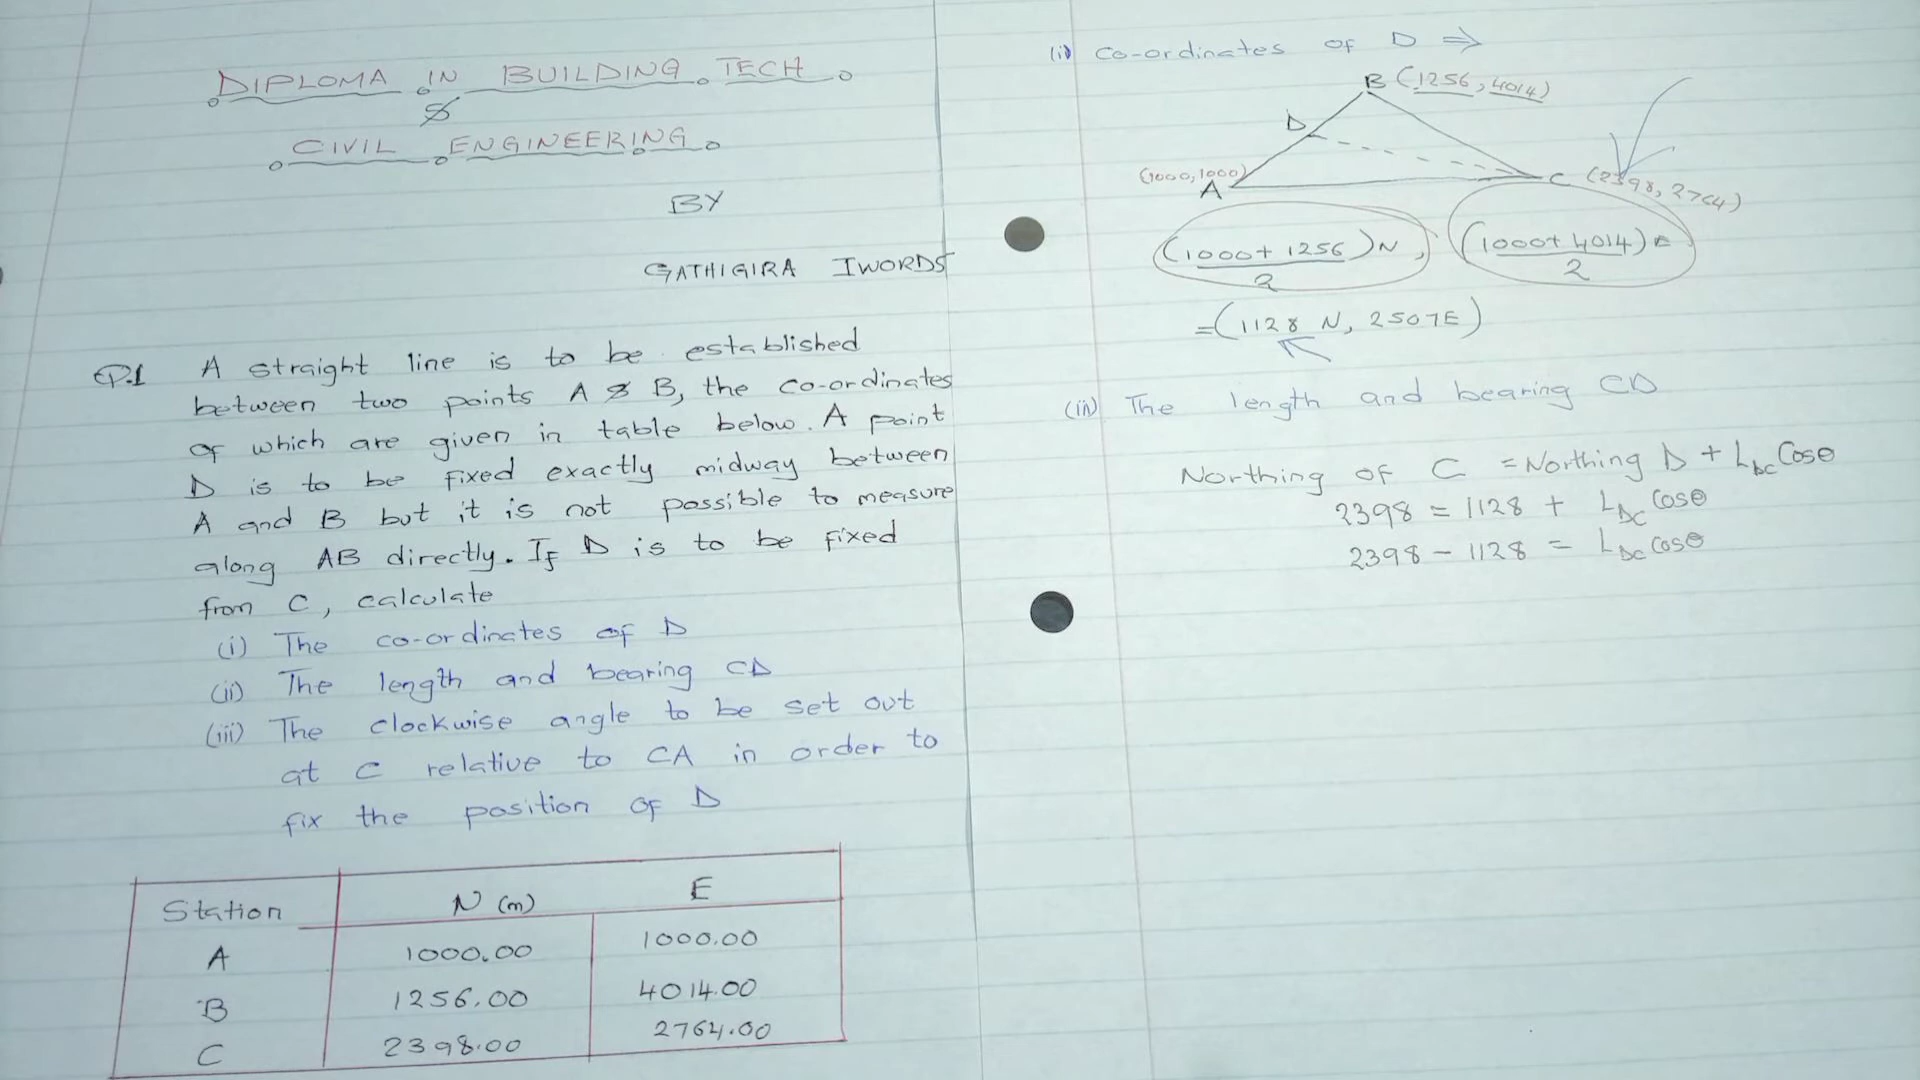 DIPLOMA IN BUILDING TECH
&
CIVIL ENGINEERING
BY
GATHIGIRA IWORDS
Q.1 A straight line is to be established
between two points A & B, the co-ordinates
of which are given in table below. A point
D is to be fixed exactly midway between
A and B but it is not possible to measure
along AB directly. If D is to be fixed
from C, calculate
(i) The co-ordinates of D
(ii) The length and bearing CD
(iii) The clockwise angle to be set out
at C relative to CA in order to
fix the position of D
Station N (m) E
A 1000.00 1000.00
B 1256.00 4014.00
C 2398.00 2764.00
(i) Co-ordinates of D ⇒
B (1256, 4014)
D
(1000,1000)
A
C (2398, 2764)
(1000+1256)N, (1000+4014)E
2 2
=(1128 N, 2507E)
(ii) The length and bearing CD
Northing of C = Northing D + LDC Cosθ
2398 = 1128 + LDC Cosθ
2398 - 1128 = LDC Cosθ